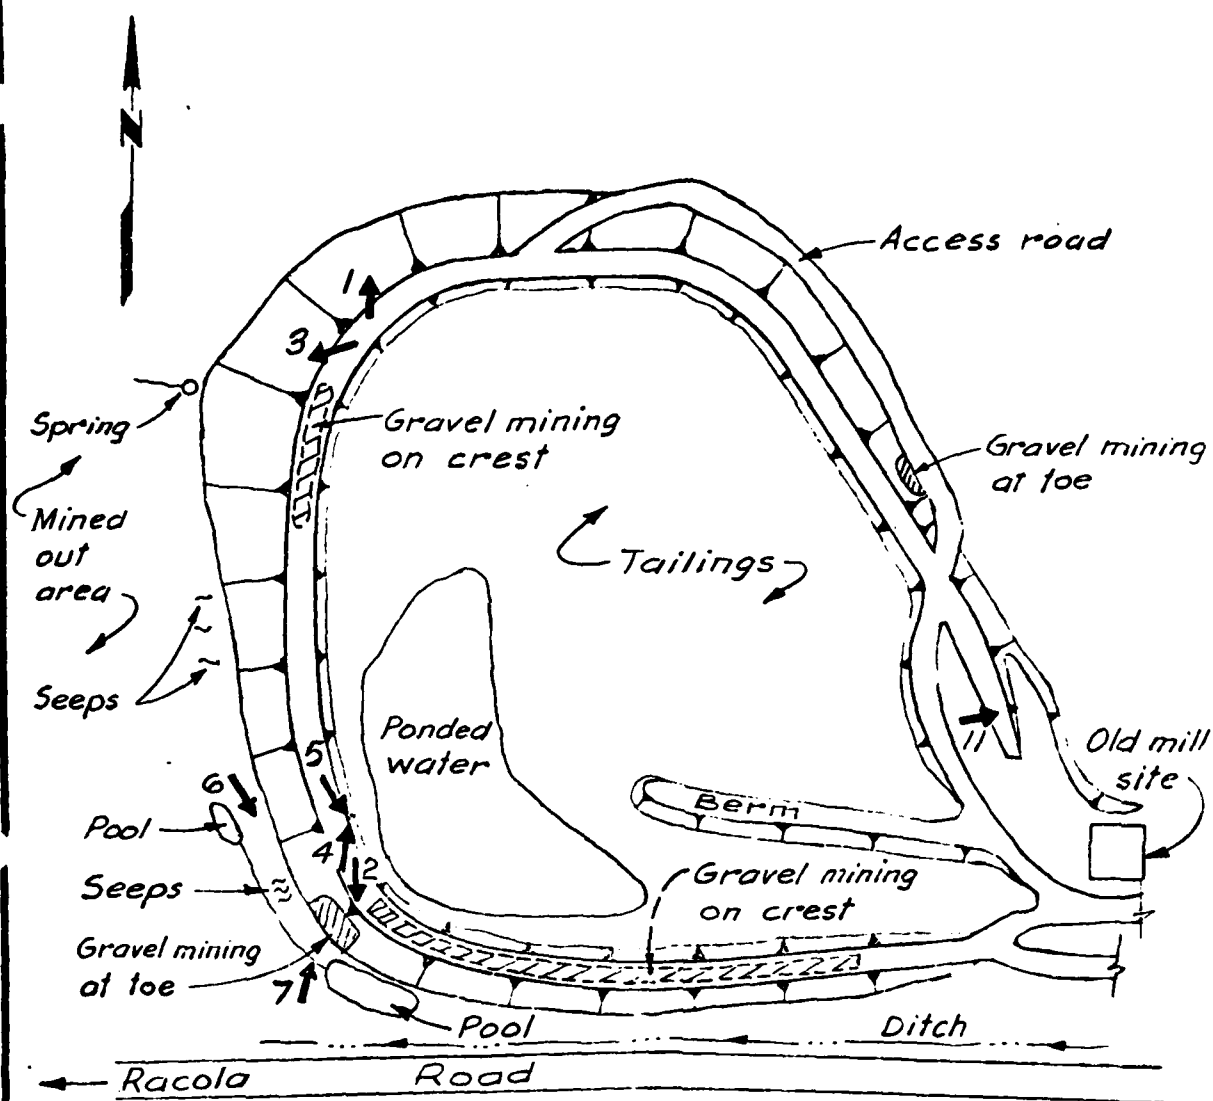 N
Access road
1
3
Spring
Gravel mining
on crest
Gravel mining
at toe
Mined
out
area
Tailings
Seeps
Ponded
water
5
11
Old mill
site
6
Berm
Pool
4
2
Seeps
Gravel mining
on crest
Gravel mining
at toe
7
Pool
Ditch
Racola
Road